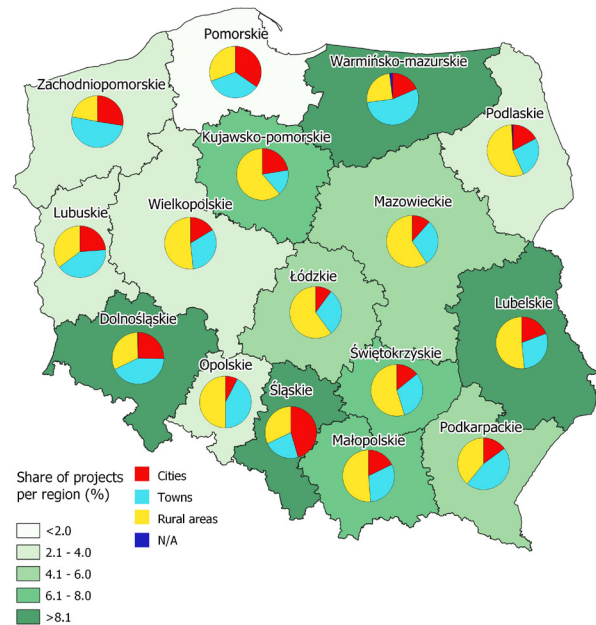 Pomorskie
Warmińsko-mazurskie
Zachodniopomorskie
Podlaskie
Kujawsko-pomorskie
Wielkopolskie
Mazowieckie
Lubuskie
Łódzkie
Lubelskie
Dolnośląskie
Świętokrzyskie
Opolskie
Śląskie
Małopolskie
Podkarpackie
Share of projects
per region (%)
<2.0
2.1 - 4.0
4.1 - 6.0
6.1 - 8.0
>8.1
Cities
Towns
Rural areas
N/A